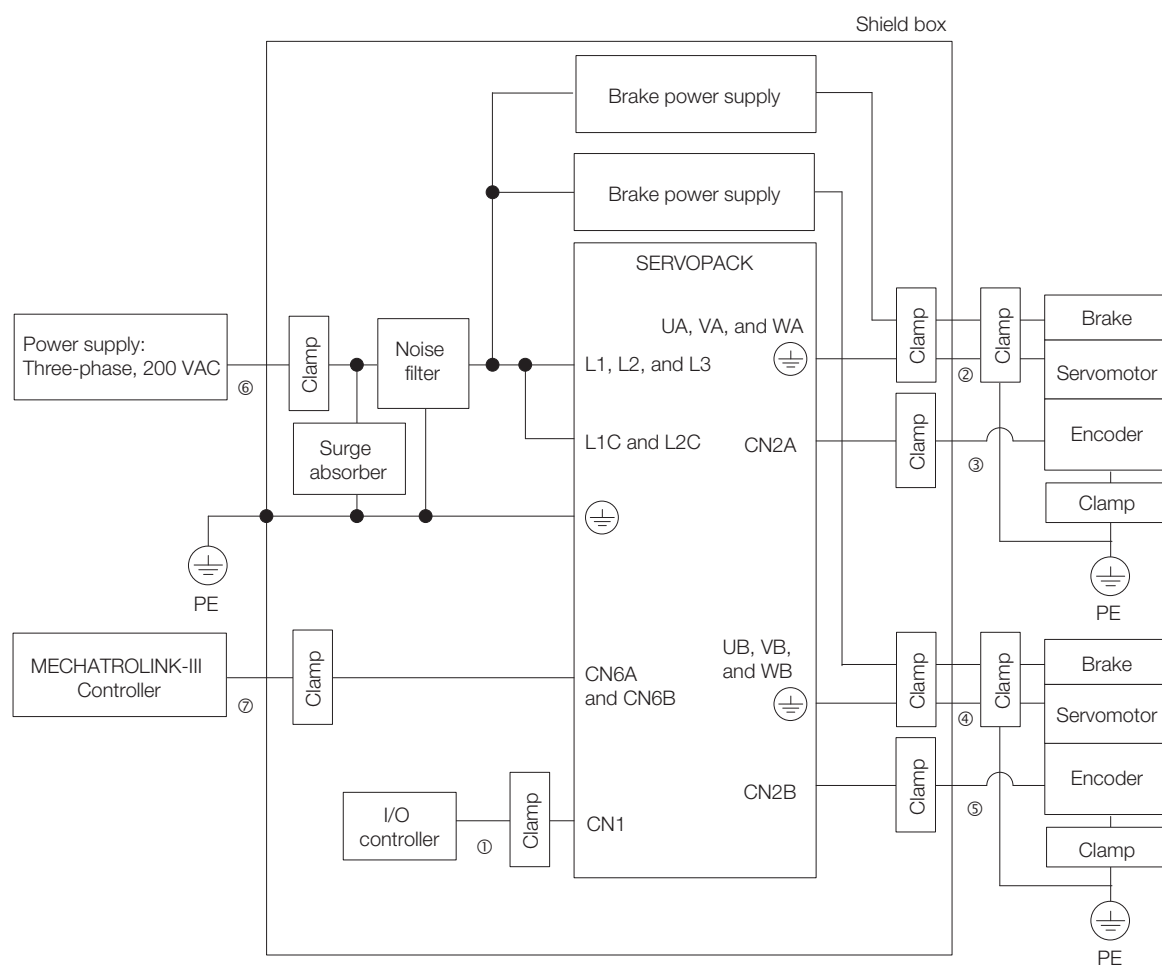 Shield box
Brake power supply
Brake power supply
SERVOPACK
Power supply:
Three-phase, 200 VAC
⑥
Clamp
Noise
filter
Surge
absorber
L1, L2, and L3
L1C and L2C
UA, VA, and WA
CN2A
Clamp
Clamp
②
Clamp
③
Brake
Servomotor
Encoder
Clamp
PE
PE
MECHATROLINK-III
Controller
⑦
Clamp
CN6A
and CN6B
UB, VB,
and WB
CN2B
Clamp
Clamp
④
Clamp
⑤
Brake
Servomotor
Encoder
Clamp
PE
I/O
controller
①
Clamp
CN1